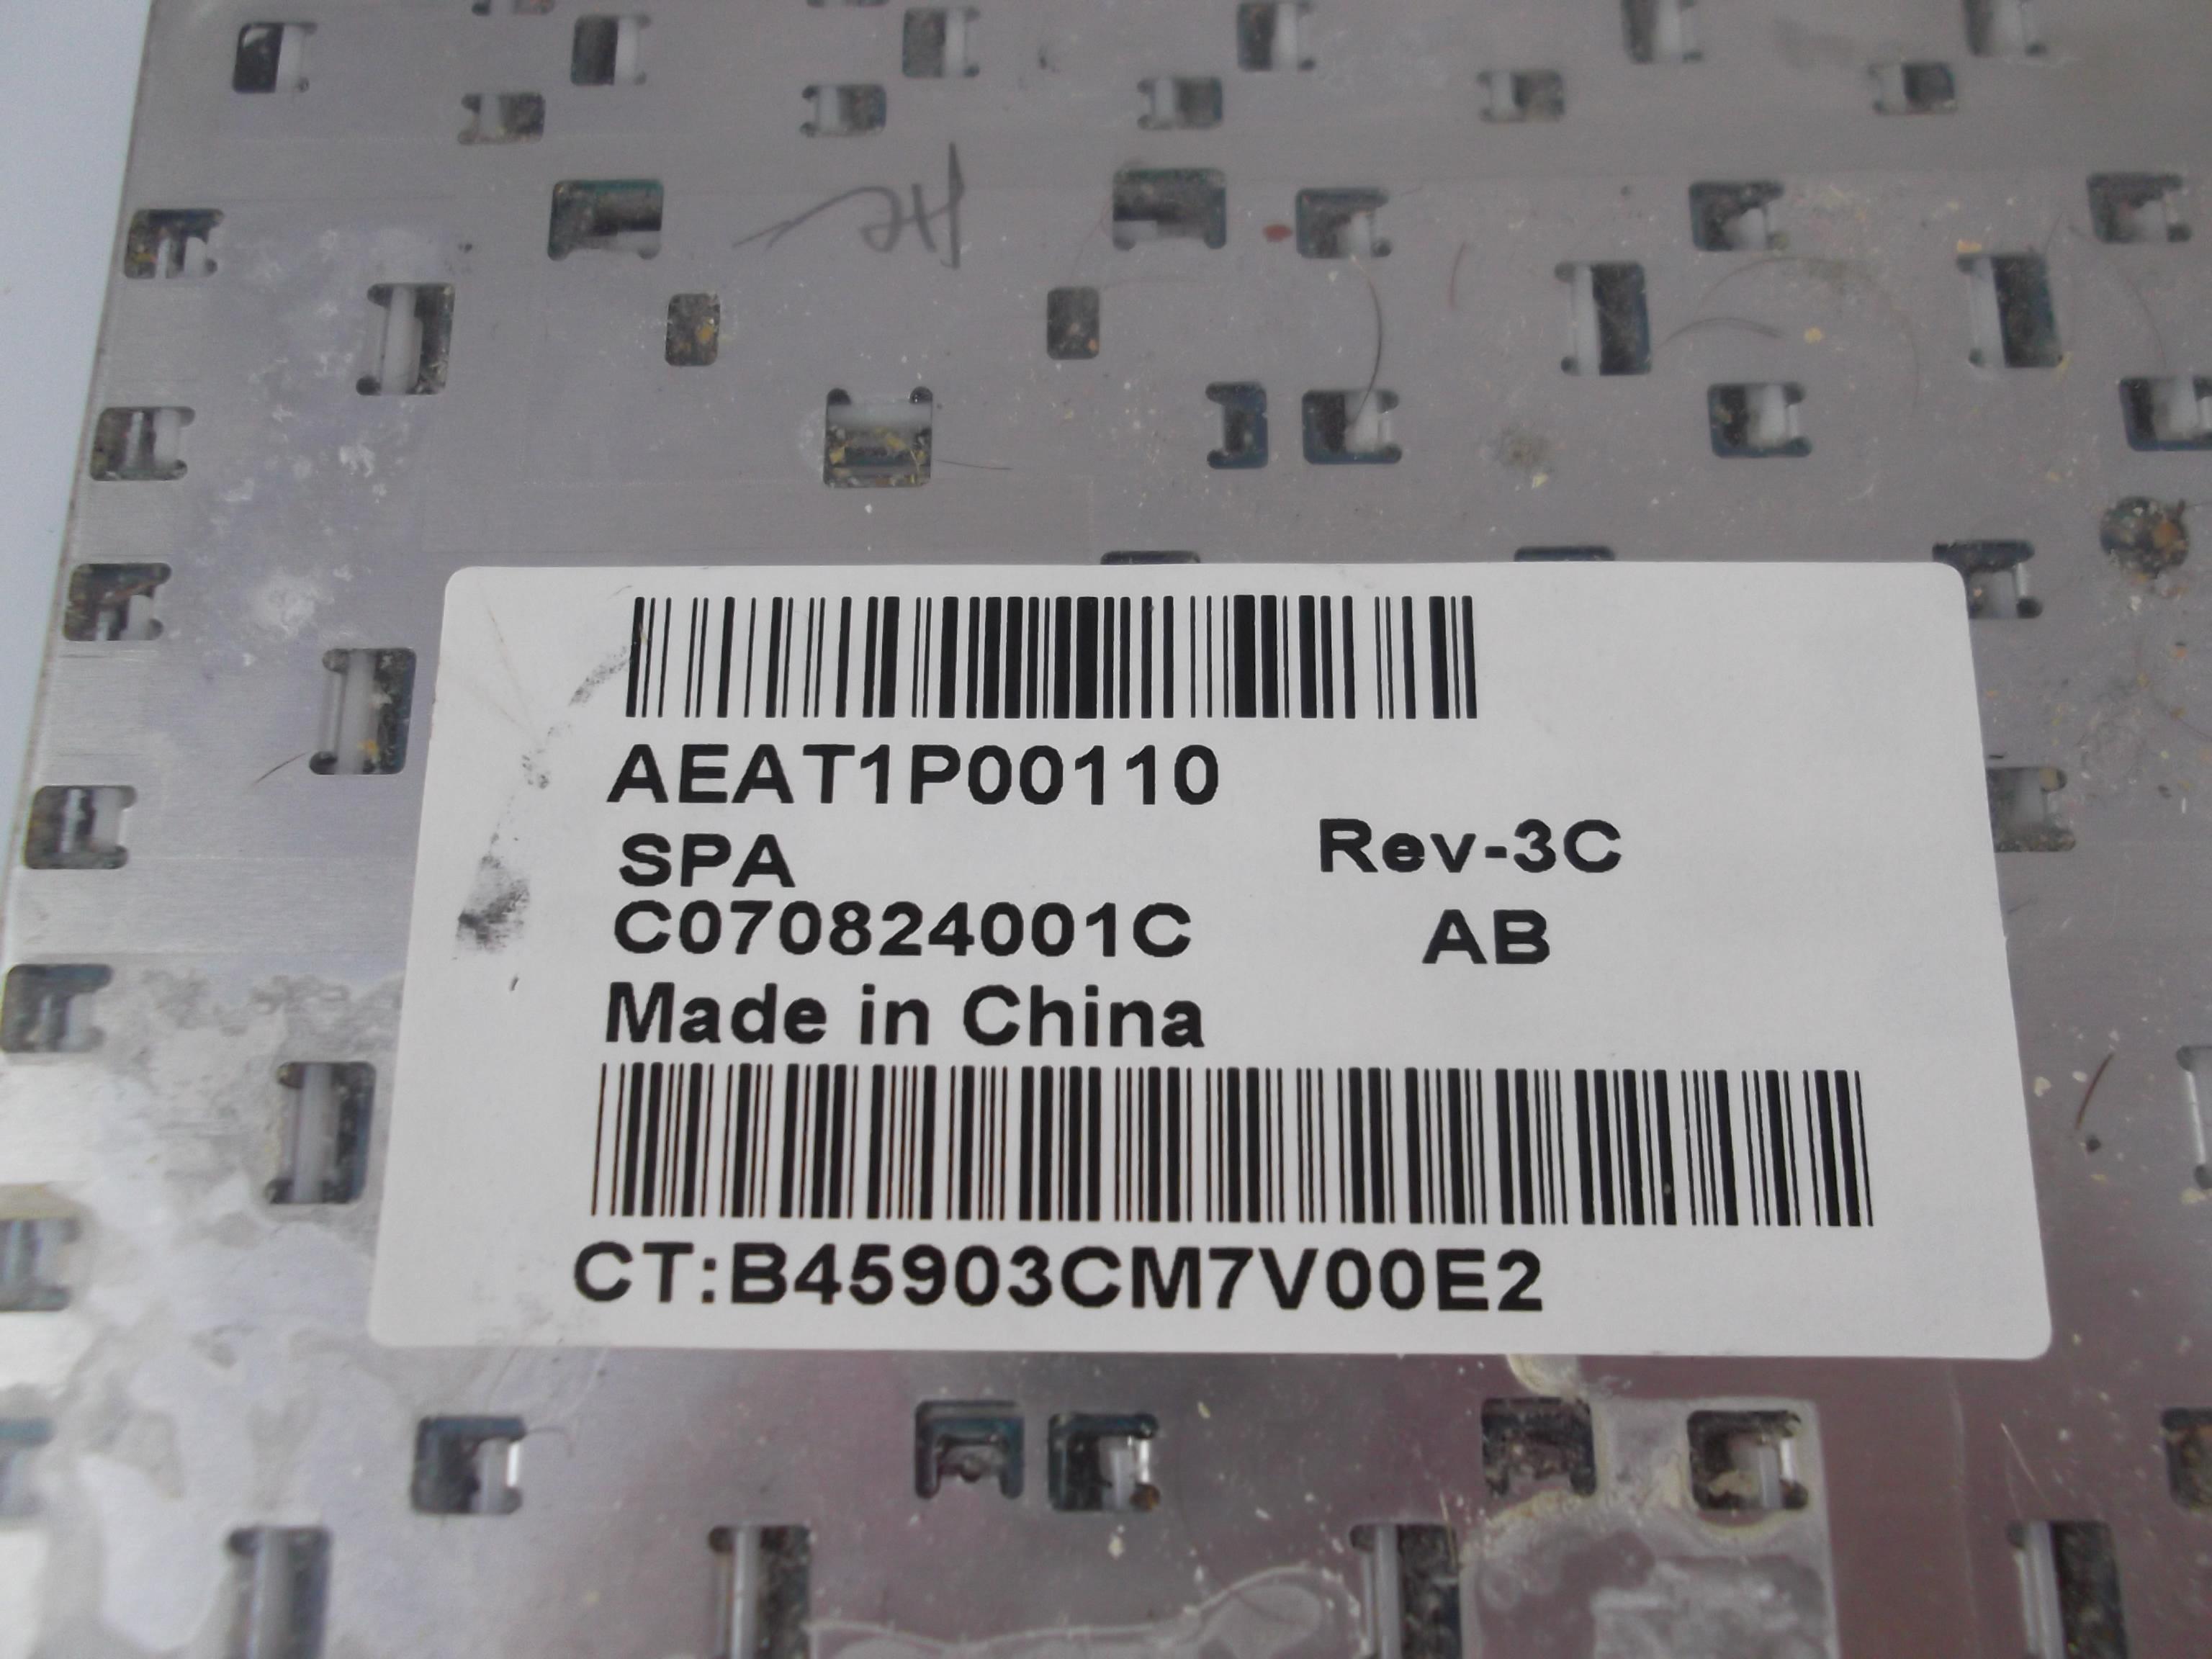 AEAT1P00110
SPA
Rev-3C
C070824001C
AB
Made in China
CT:B45903CM7V00E2